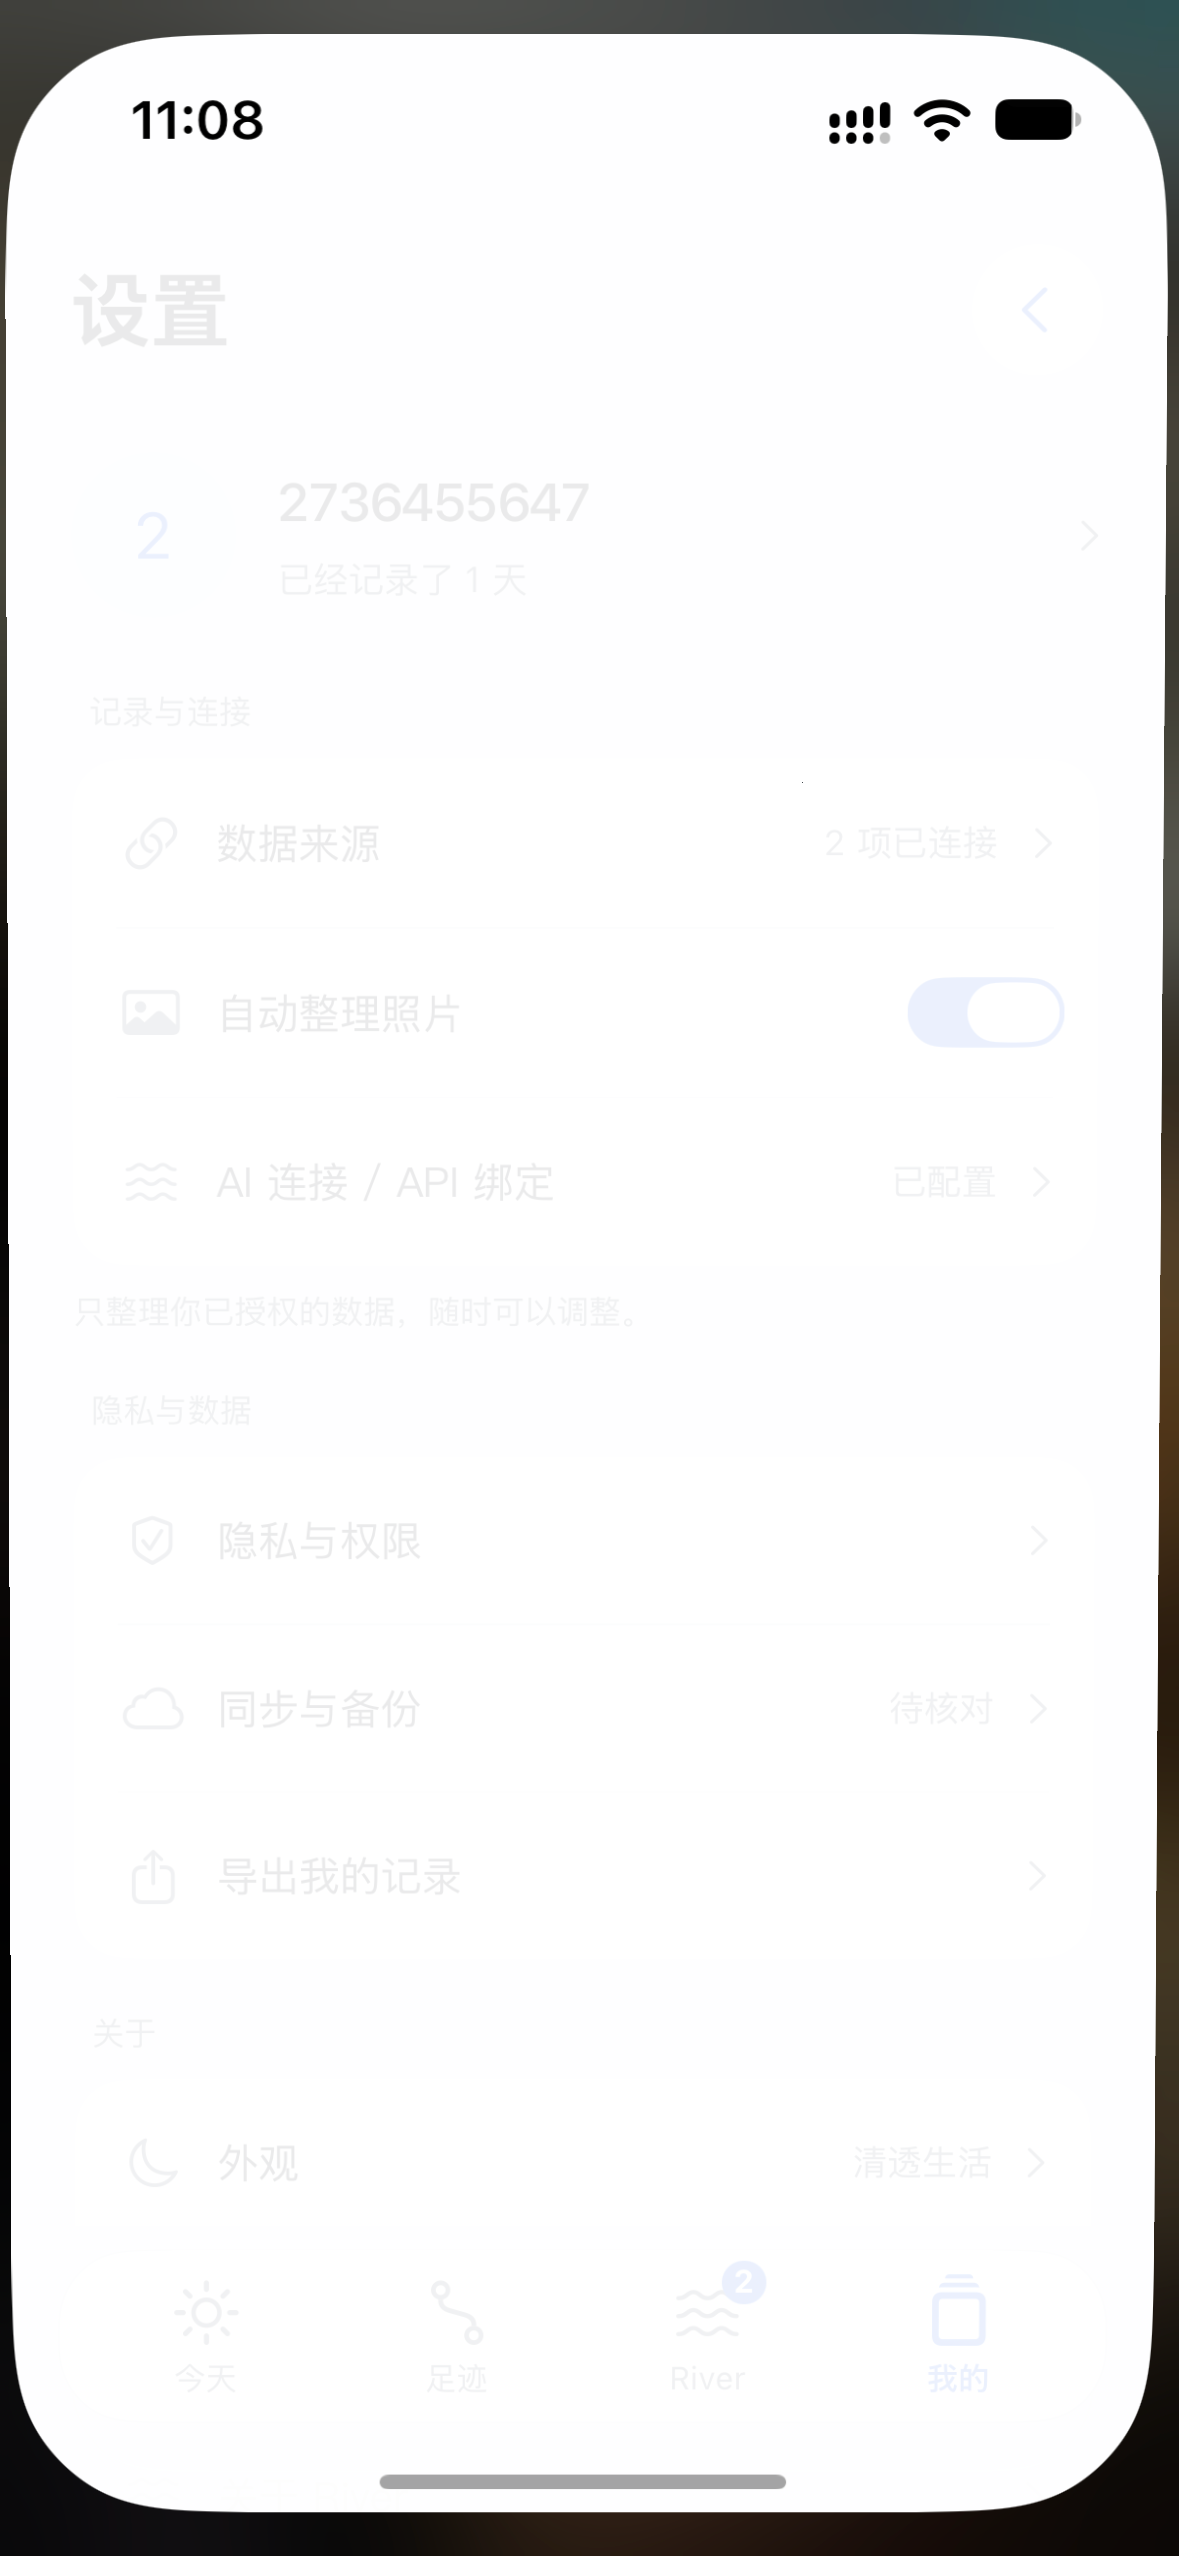 11:08
设置
2
2736455647
已经记录了 1 天
记录与连接
数据来源
2 项已连接
自动整理照片
AI 连接 / API 绑定
已配置
只整理你已授权的数据，随时可以调整。
隐私与数据
隐私与权限
同步与备份
待核对
导出我的记录
关于
外观
清透生活
2
今天
足迹
River
我的